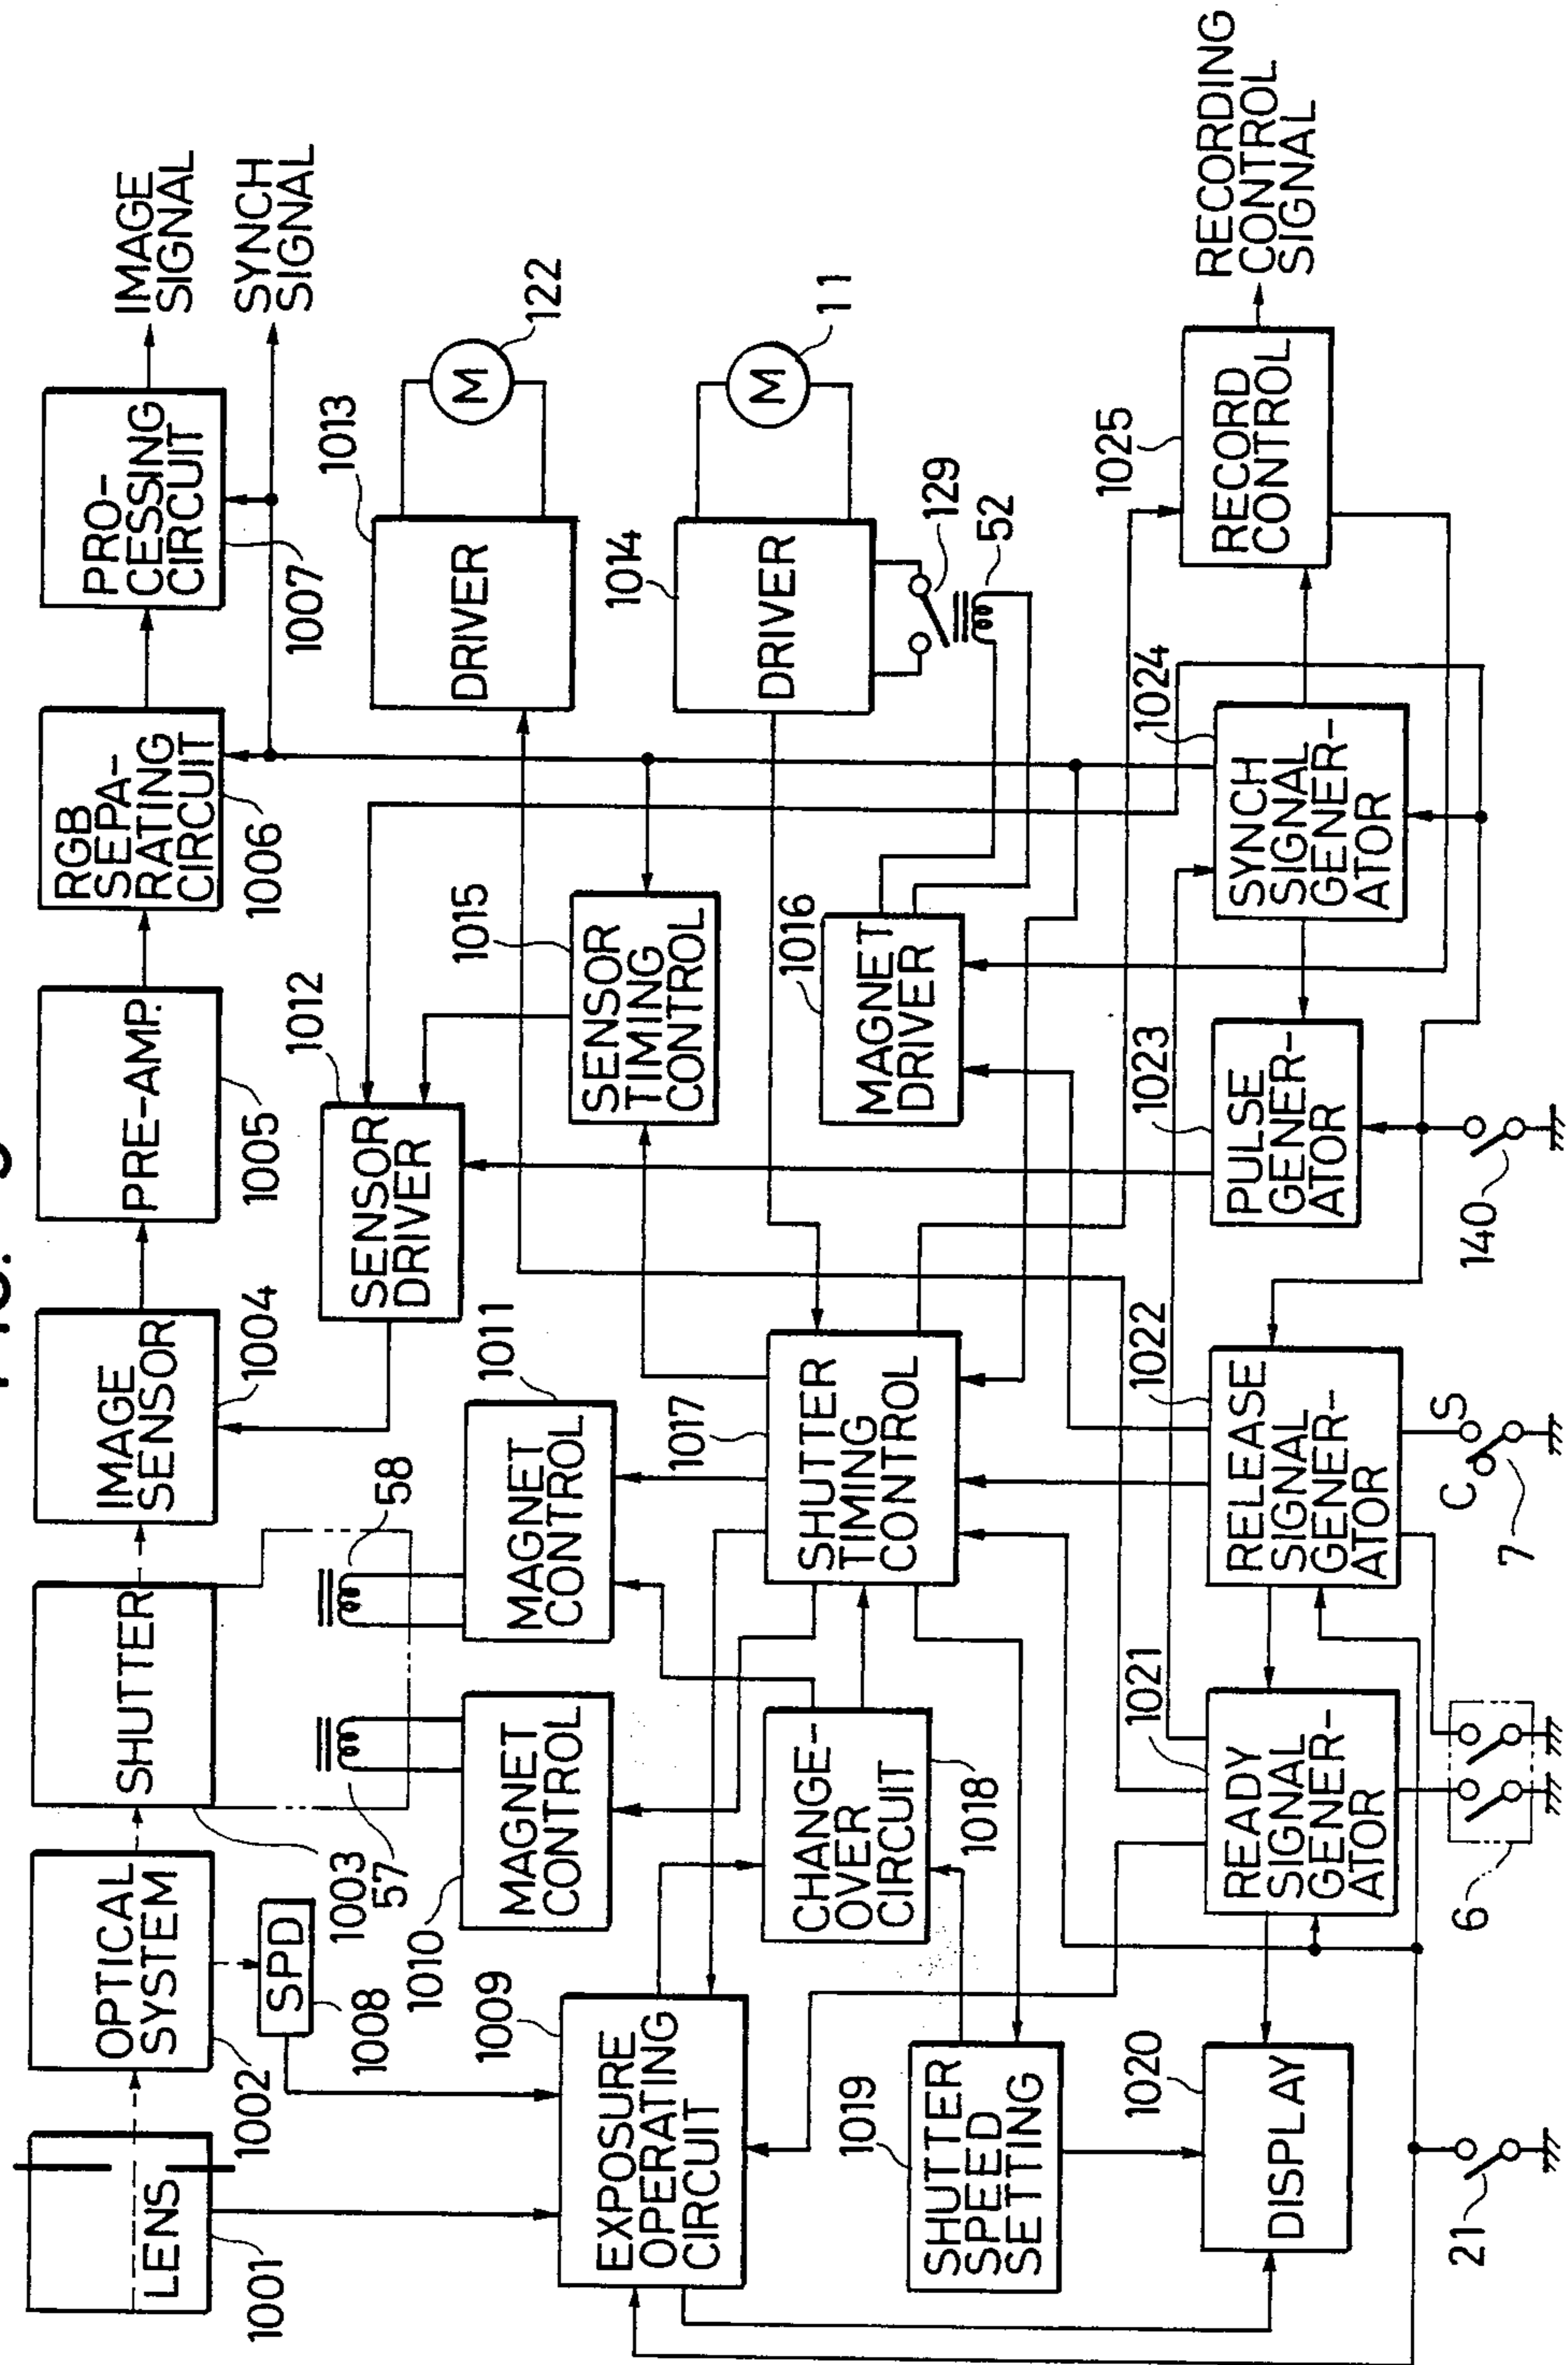 FIG.
LENS
1001
OPTICAL
SYSTEM
1002
SHUTTER
1003
IMAGE
SENSOR
1004
PRE-AMP.
1005
RGB
SEPA-
RATING
CIRCUIT
1006
PRO-
CESSING
CIRCUIT
1007
IMAGE
SIGNAL
SYNCH
SIGNAL
SPD
1008
57
58
1009
EXPOSURE
OPERATING
CIRCUIT
1010
MAGNET
CONTROL
1011
MAGNET
CONTROL
1012
SENSOR
DRIVER
1013
DRIVER
M
122
1015
SENSOR
TIMING
CONTROL
1014
DRIVER
M
11
129
52
1016
MAGNET
DRIVER
1017
SHUTTER
TIMING
CONTROL
CHANGE-
OVER
CIRCUIT
1018
1019
SHUTTER
SPEED
SETTING
1020
DISPLAY
1021
READY
SIGNAL
GENER-
ATOR
1022
RELEASE
SIGNAL
GENER-
ATOR
1023
PULSE
GENER-
ATOR
1024
SYNCH
SIGNAL
GENER-
ATOR
1025
RECORD
CONTROL
RECORDING
CONTROL
SIGNAL
21
6
C S
7
140